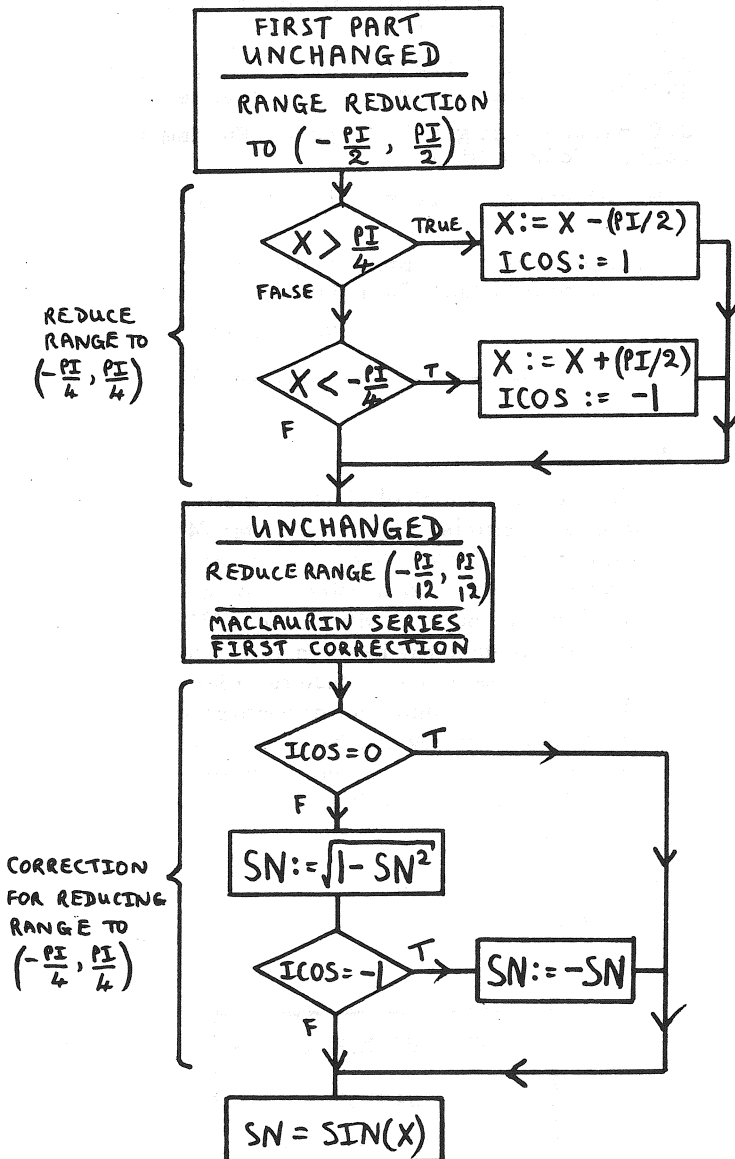 FIRST PART
UNCHANGED
RANGE REDUCTION
TO (-PI/2, PI/2)
X > PI/4
TRUE
X:= X -(PI/2)
ICOS:= 1
FALSE
REDUCE
RANGE TO
(-PI/4, PI/4)
X < -PI/4
T
X := X +(PI/2)
ICOS := -1
F
UNCHANGED
REDUCE RANGE (-PI/12, PI/12)
MACLAURIN SERIES
FIRST CORRECTION
ICOS=0
T
F
SN:=√1-SN²
CORRECTION
FOR REDUCING
RANGE TO
(-PI/4, PI/4)
ICOS=-1
T
SN:=-SN
F
SN = SIN(X)